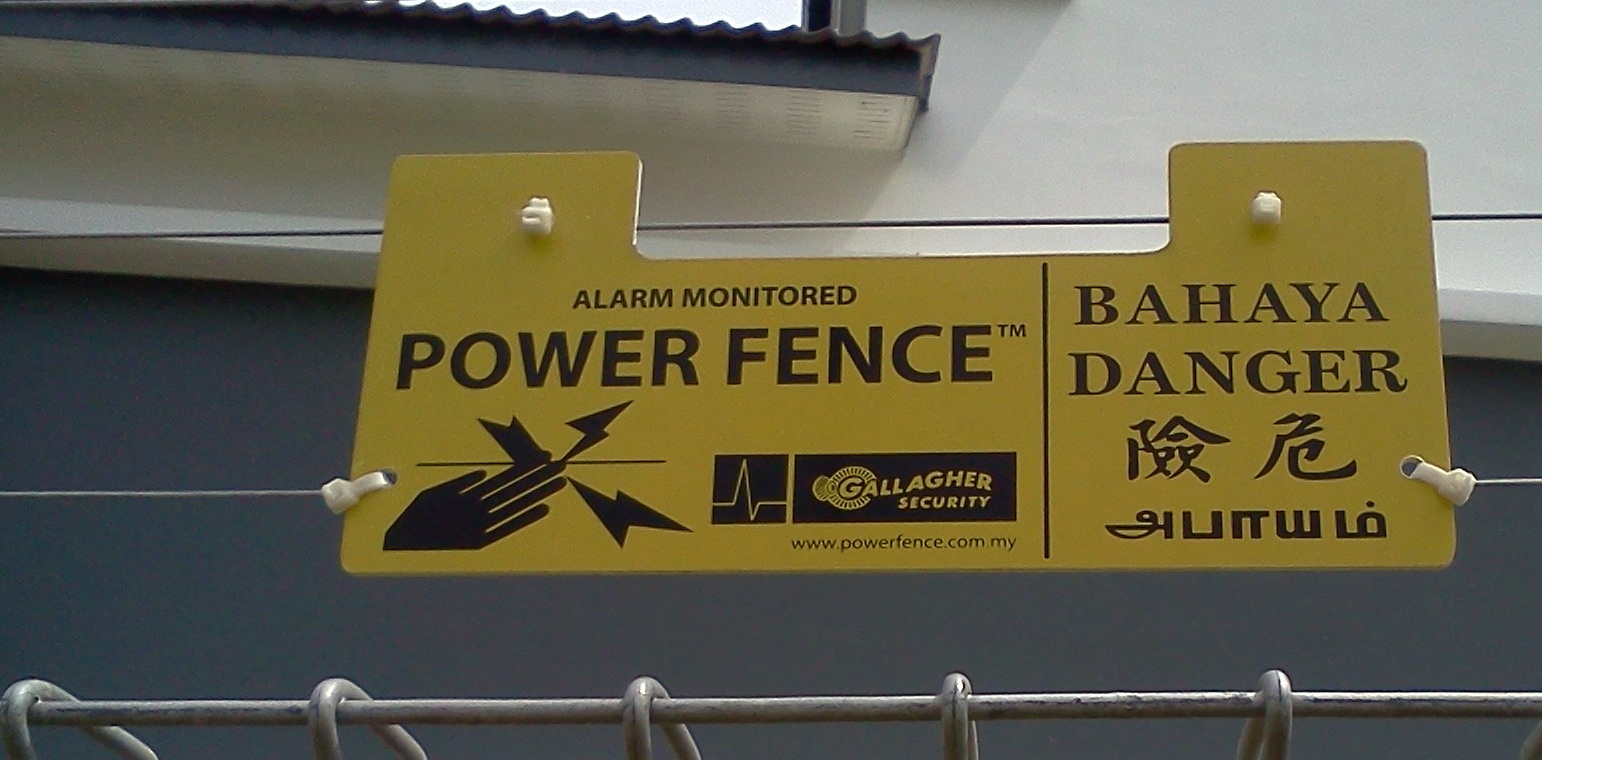 ALARM MONITORED
POWER FENCE™
GALLAGHER
SECURITY
www.powerfence.com.my
BAHAYA
DANGER
險危
அபாயம்